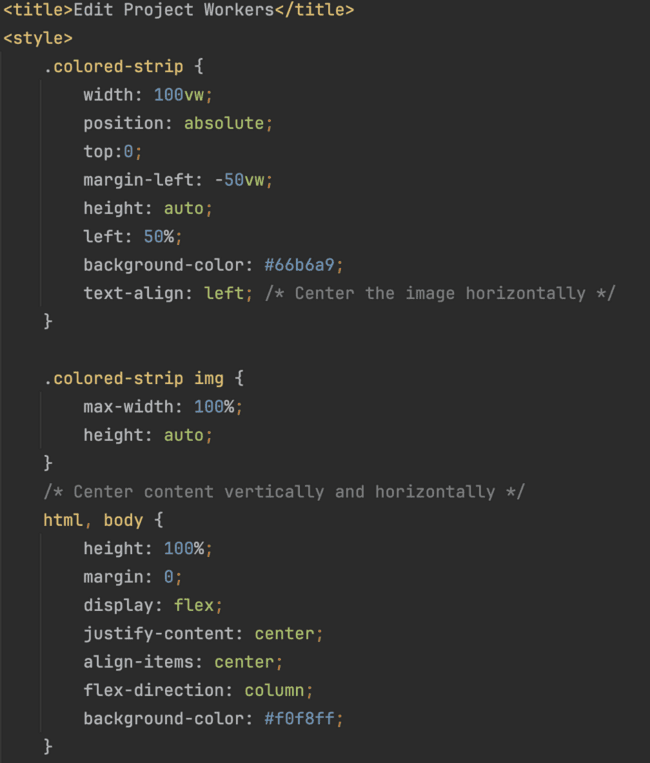 <title>Edit Project Workers</title>
<style>
    .colored-strip {
        width: 100vw;
        position: absolute;
        top:0;
        margin-left: -50vw;
        height: auto;
        left: 50%;
        background-color: #66b6a9;
        text-align: left; /* Center the image horizontally */
    }

    .colored-strip img {
        max-width: 100%;
        height: auto;
    }
    /* Center content vertically and horizontally */
    html, body {
        height: 100%;
        margin: 0;
        display: flex;
        justify-content: center;
        align-items: center;
        flex-direction: column;
        background-color: #f0f8ff;
    }